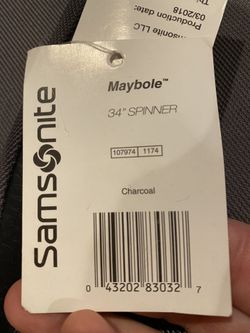 Production date:
03/2018
Samsonite
Maybole™
34" SPINNER
107974 1174
Charcoal
0 43202 83032 7